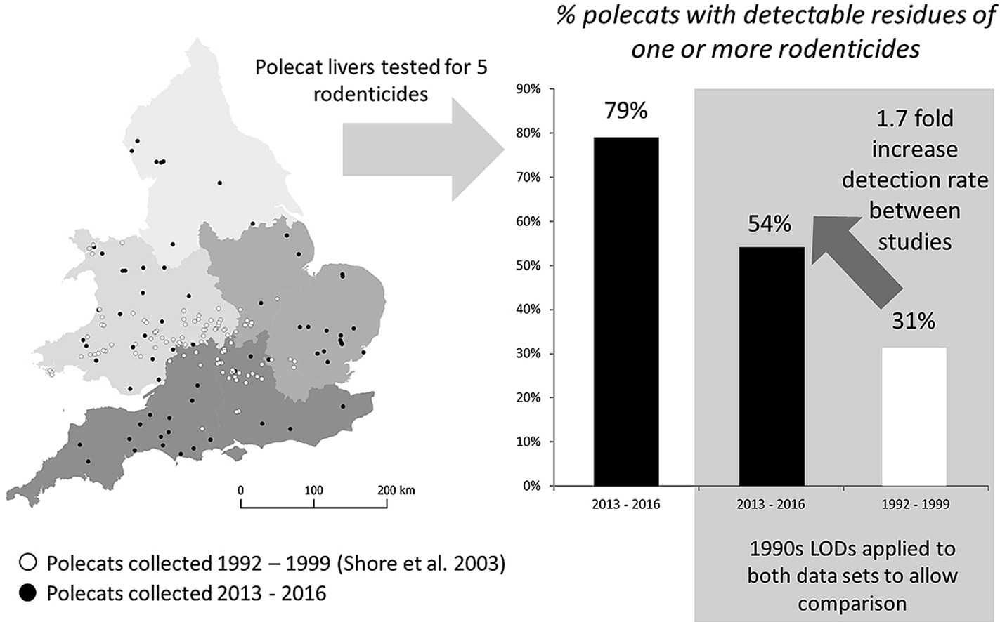 % polecats with detectable residues of
one or more rodenticides
Polecat livers tested for 5
rodenticides
90%
80%
70%
60%
50%
40%
30%
20%
10%
0%
79%
54%
31%
1.7 fold
increase
detection rate
between
studies
2013 - 2016
2013 - 2016
1992 - 1999
1990s LODs applied to
both data sets to allow
comparison
0 100 200 km
Polecats collected 1992 – 1999 (Shore et al. 2003)
Polecats collected 2013 - 2016